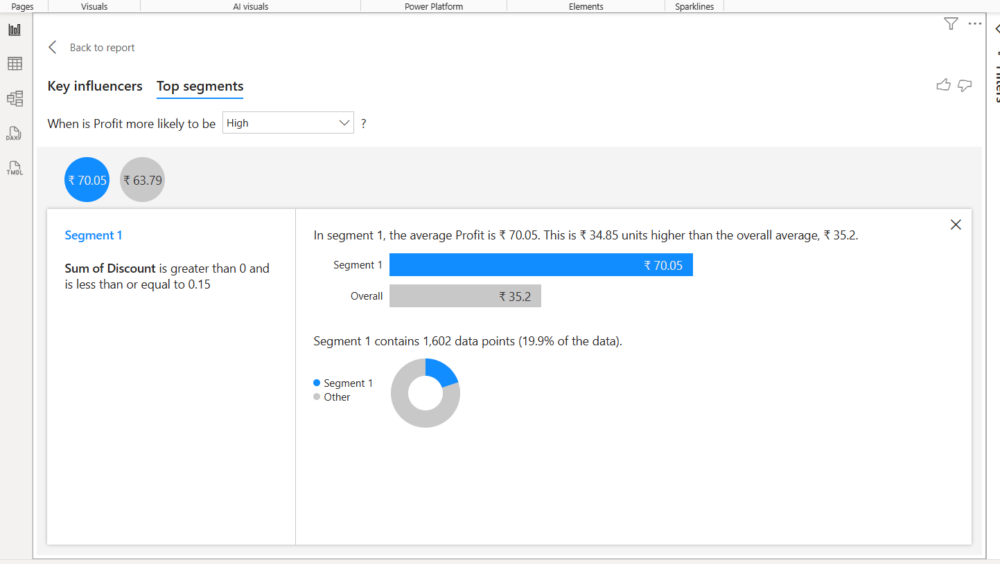 Pages Visuals AI visuals Power Platform Elements Sparklines
Back to report
Key influencers Top segments
When is Profit more likely to be High ?
DAX
TMDL
₹ 70.05 ₹ 63.79
Segment 1
Sum of Discount is greater than 0 and
is less than or equal to 0.15
In segment 1, the average Profit is ₹ 70.05. This is ₹ 34.85 units higher than the overall average, ₹ 35.2.
Segment 1 ₹ 70.05
Overall ₹ 35.2
Segment 1 contains 1,602 data points (19.9% of the data).
Segment 1
Other